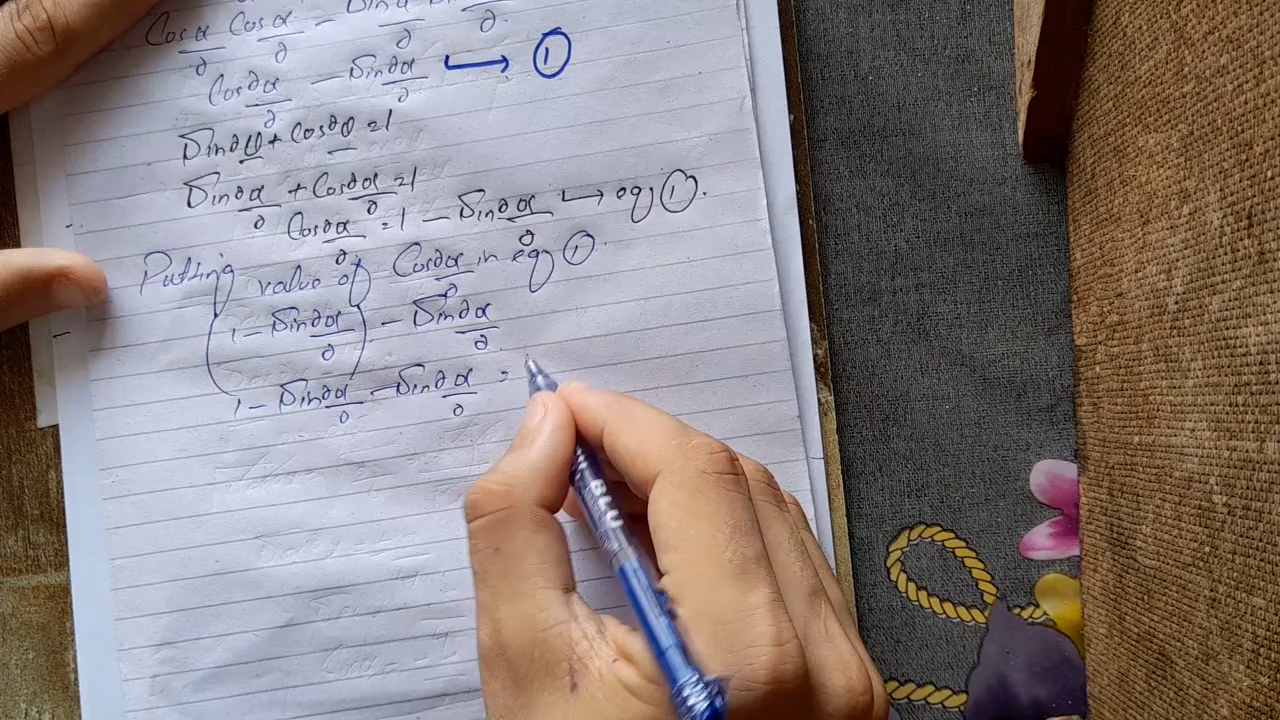 Cos α/2 Cos α/2 - Sin α/2
Cos2α/2 - Sin2α/2 → ①
Sin2θ + Cos2θ = 1
Sin2α/2 + Cos2α/2 = 1
Cos2α/2 = 1 - Sin2α/2 → eq ①.
Putting value of Cos2α/2 in eq ①.
(1 - Sin2α/2) - Sin2α/2
1 - Sin2α/2 - Sin2α/2 =
BLU